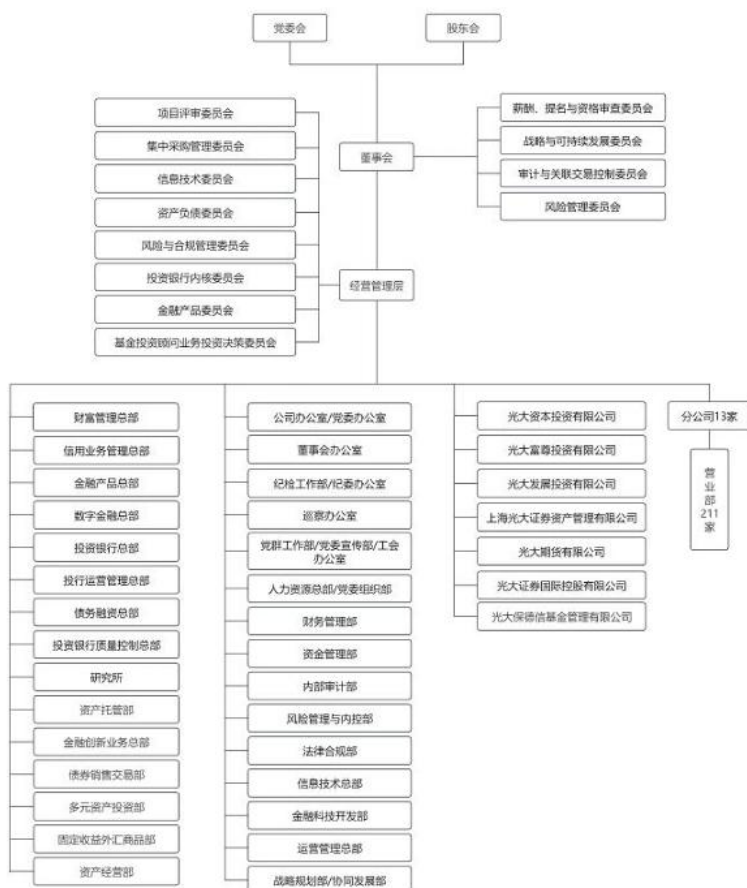 党委会
股东会
项目评审委员会
集中采购管理委员会
信息技术委员会
资产负债委员会
风险与合规管理委员会
投资银行内核委员会
金融产品委员会
基金投资顾问业务投资决策委员会
董事会
经营管理层
薪酬、提名与资格审查委员会
战略与可持续发展委员会
审计与关联交易控制委员会
风险管理委员会
财富管理总部
信用业务管理总部
金融产品总部
数字金融总部
投资银行总部
投行运营管理总部
债务融资总部
投资银行质量控制总部
研究所
资产托管部
金融创新业务总部
债券销售交易部
多元资产投资部
固定收益外汇商品部
资产经营部
公司办公室/党委办公室
董事会办公室
纪检工作部/纪委办公室
巡察办公室
党群工作部/党委宣传部/工会
办公室
人力资源总部/党委组织部
财务管理部
资金管理部
内部审计部
风险管理与内控部
法律合规部
信息技术总部
金融科技开发部
运营管理总部
战略规划部/协同发展部
光大资本投资有限公司
光大富尊投资有限公司
光大发展投资有限公司
上海光大证券资产管理有限公司
光大期货有限公司
光大证券国际控股有限公司
光大保德信基金管理有限公司
分公司13家
营
业
部
211
家